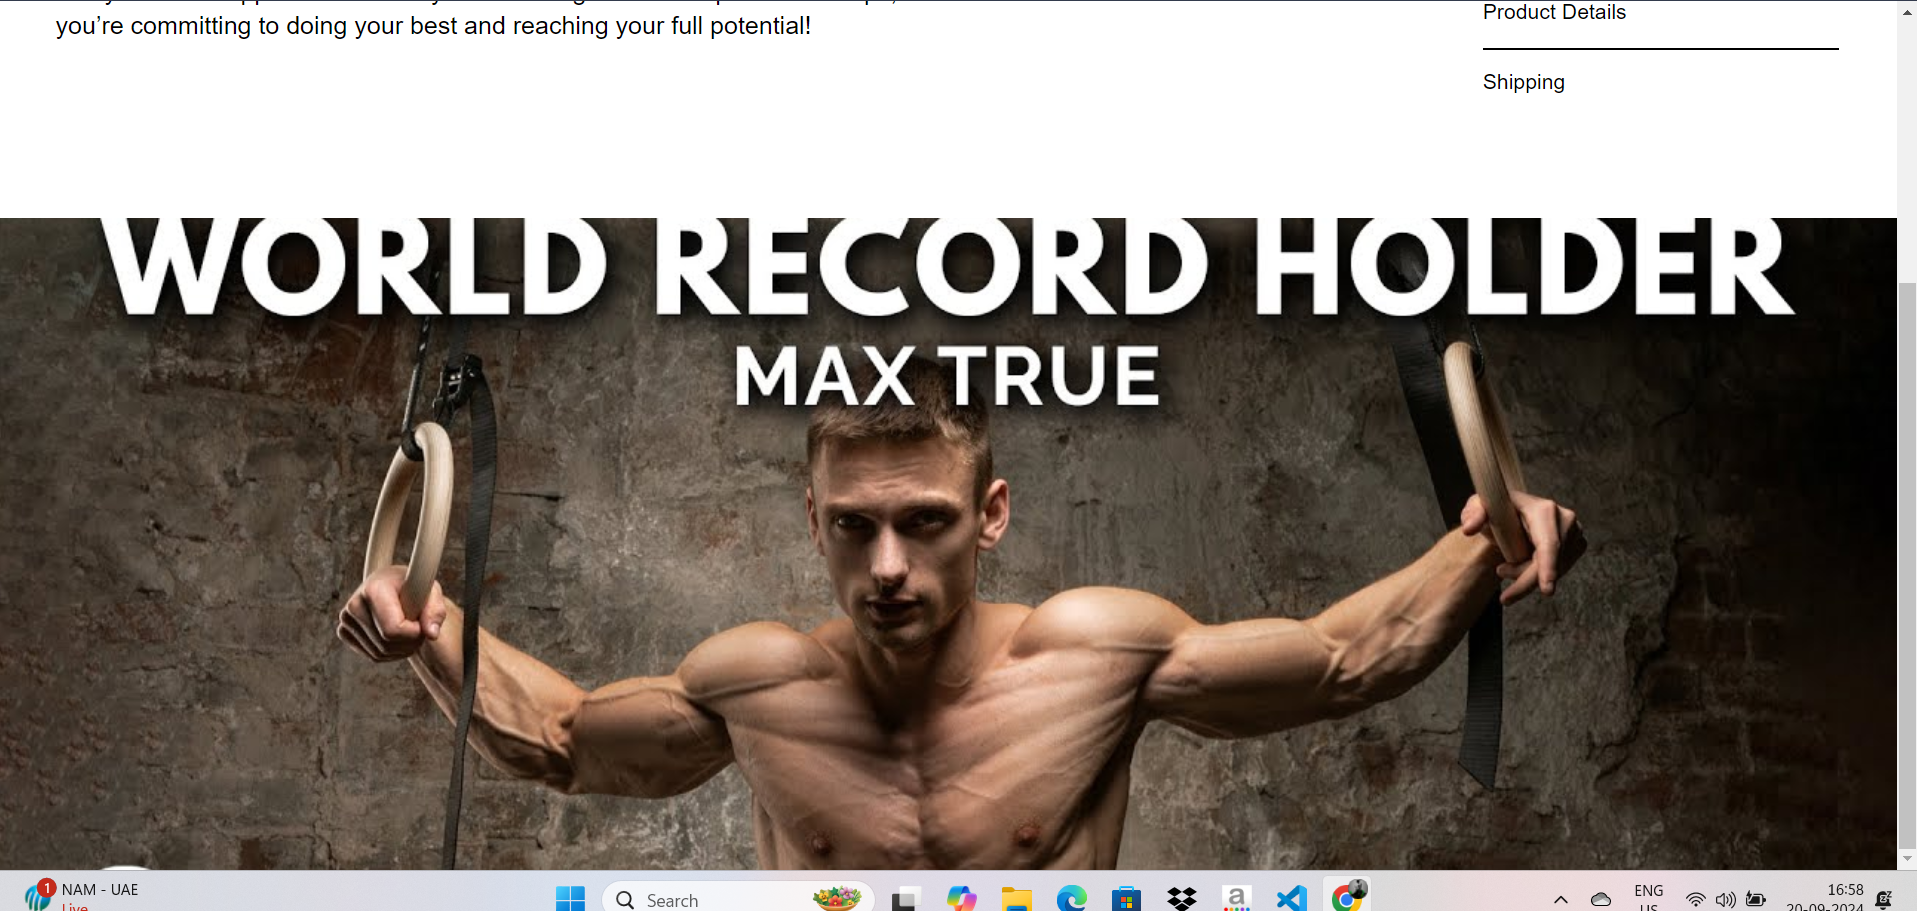 you’re committing to doing your best and reaching your full potential!
Product Details
Shipping
WORLD RECORD HOLDER
MAX TRUE
1
NAM - UAE
Live
Search
a
ENG
US
16:58
20-09-2024